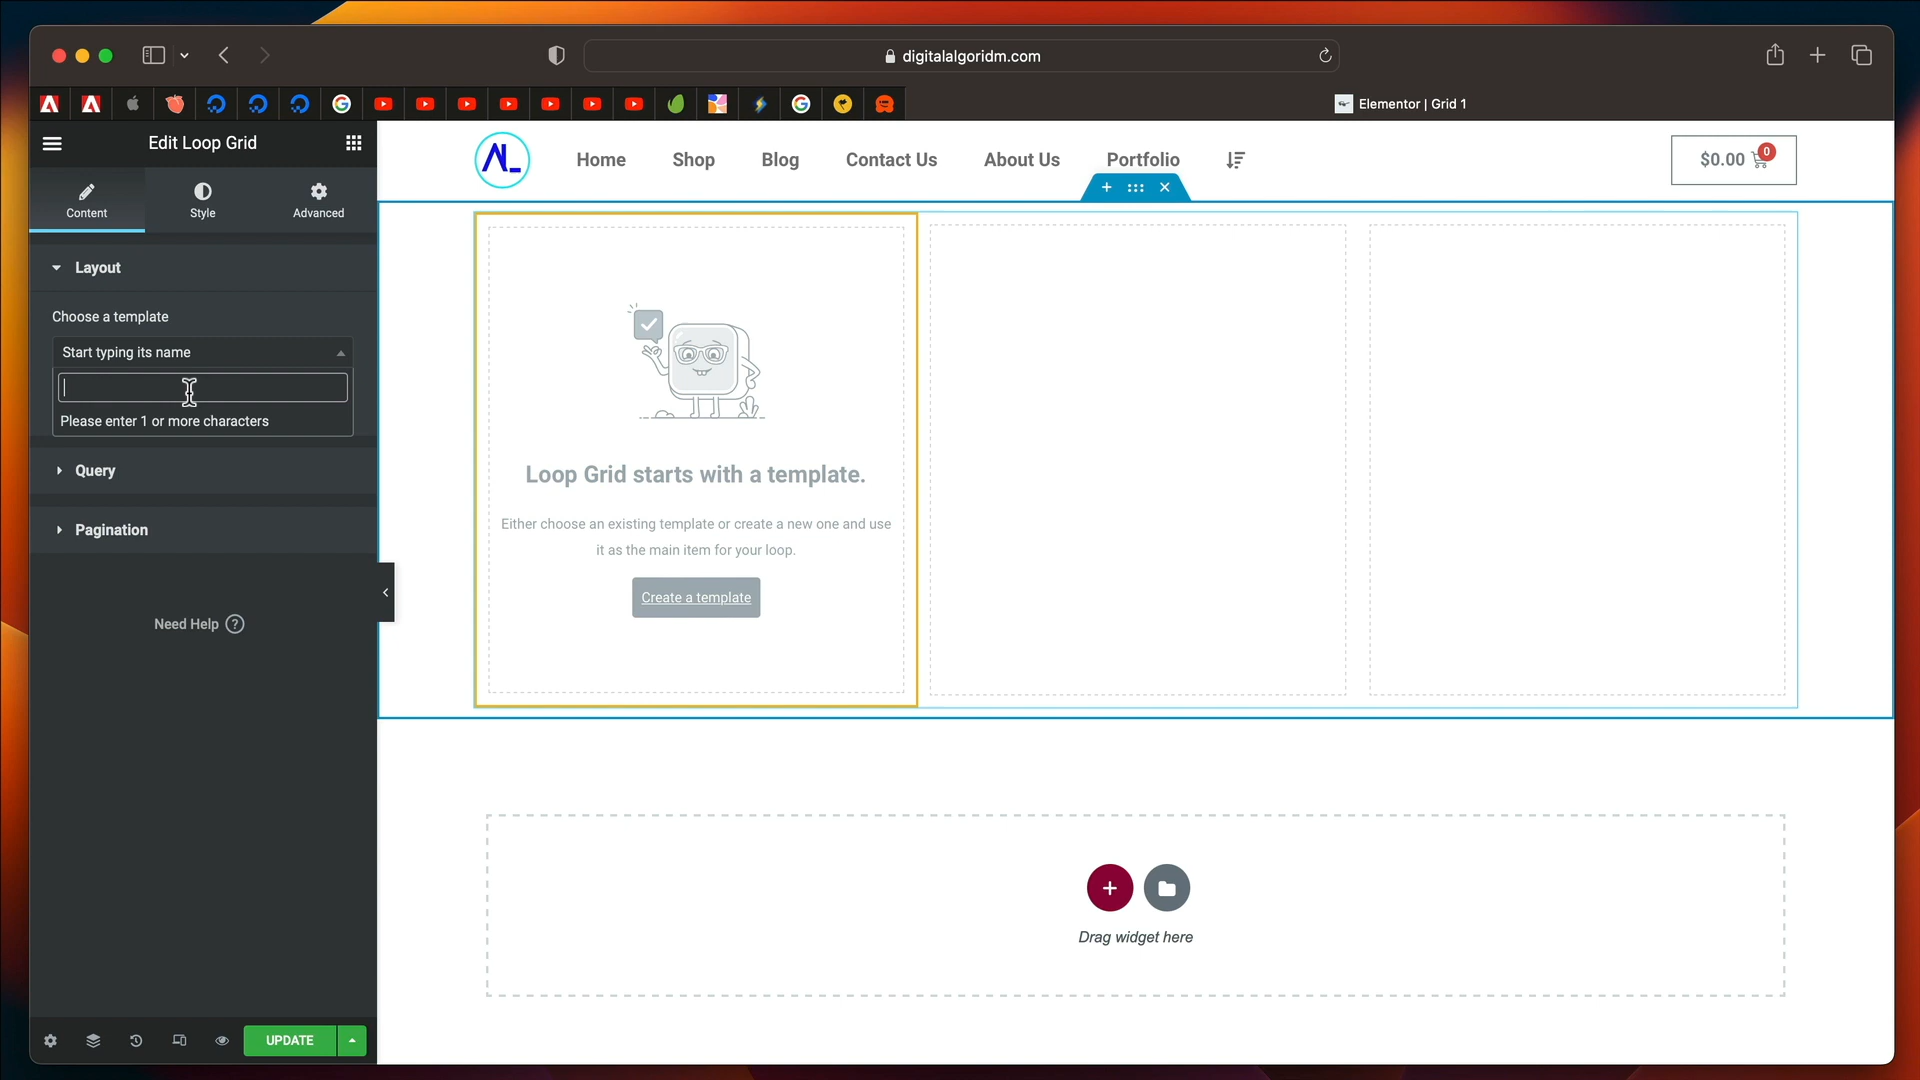 digitalalgoridm.com
Elementor | Grid 1
Edit Loop Grid
Content
Style
Advanced
Layout
Choose a template
Start typing its name
Please enter 1 or more characters
Query
Pagination
Need Help ?
UPDATE
AL_
Home
Shop
Blog
Contact Us
About Us
Portfolio
$0.00
0
Loop Grid starts with a template.
Either choose an existing template or create a new one and use
it as the main item for your loop.
Create a template
Drag widget here